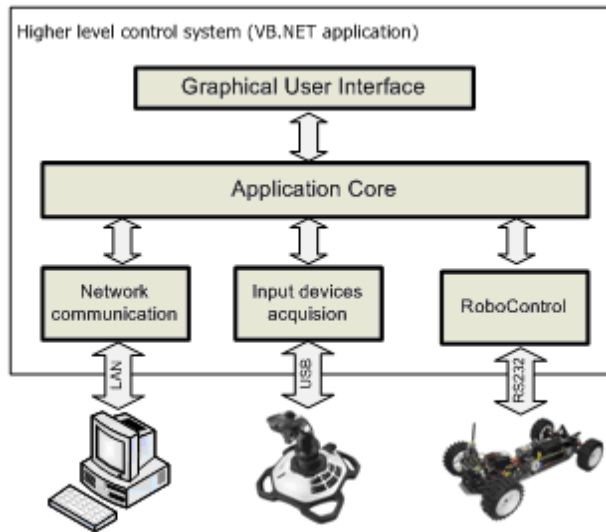 Higher level control system (VB.NET application)
Graphical User Interface
Application Core
Network
communication
Input devices
acquision
RoboControl
LAN
USB
RS232